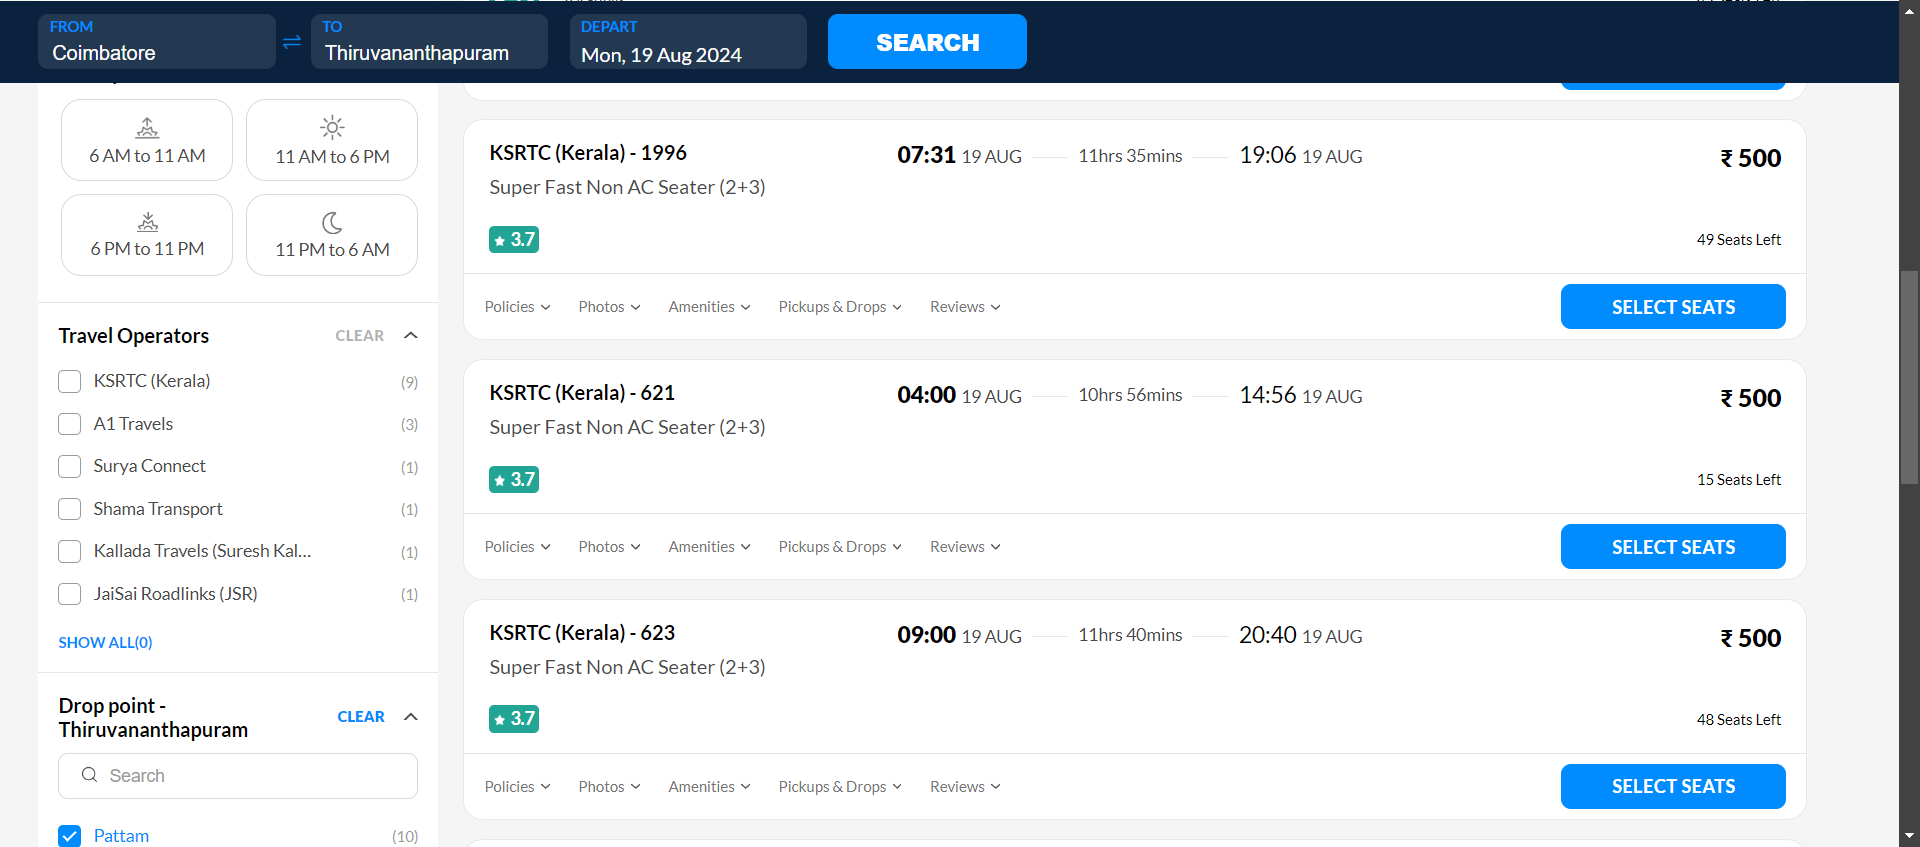 FROM
Coimbatore
TO
Thiruvananthapuram
DEPART
Mon, 19 Aug 2024
SEARCH
6 AM to 11 AM
11 AM to 6 PM
6 PM to 11 PM
11 PM to 6 AM
Travel Operators
CLEAR
KSRTC (Kerala) (9)
A1 Travels (3)
Surya Connect (1)
Shama Transport (1)
Kallada Travels (Suresh Kal... (1)
JaiSai Roadlinks (JSR) (1)
SHOW ALL(0)
Drop point -
Thiruvananthapuram
CLEAR
Search
Pattam (10)
KSRTC (Kerala) - 1996
07:31 19 AUG 11hrs 35mins 19:06 19 AUG
₹ 500
Super Fast Non AC Seater (2+3)
3.7
49 Seats Left
Policies Photos Amenities Pickups & Drops Reviews
SELECT SEATS
KSRTC (Kerala) - 621
04:00 19 AUG 10hrs 56mins 14:56 19 AUG
₹ 500
Super Fast Non AC Seater (2+3)
3.7
15 Seats Left
Policies Photos Amenities Pickups & Drops Reviews
SELECT SEATS
KSRTC (Kerala) - 623
09:00 19 AUG 11hrs 40mins 20:40 19 AUG
₹ 500
Super Fast Non AC Seater (2+3)
3.7
48 Seats Left
Policies Photos Amenities Pickups & Drops Reviews
SELECT SEATS